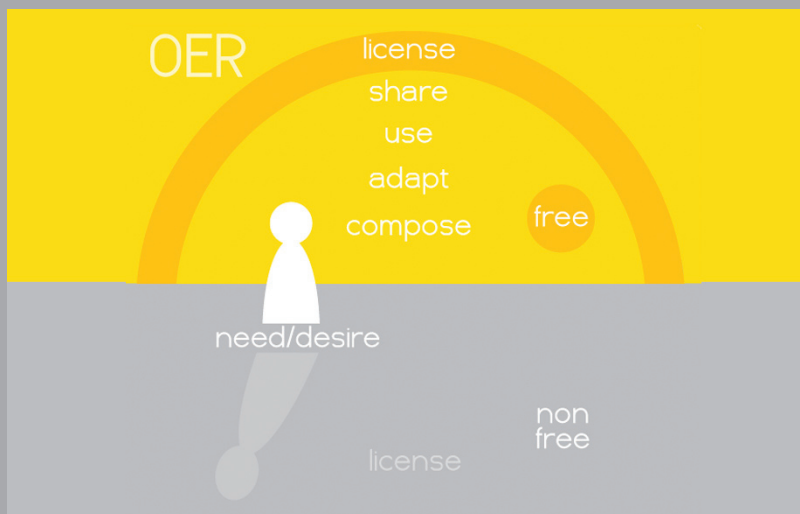 OER
license
share
use
adapt
compose
free
need/desire
non
free
license